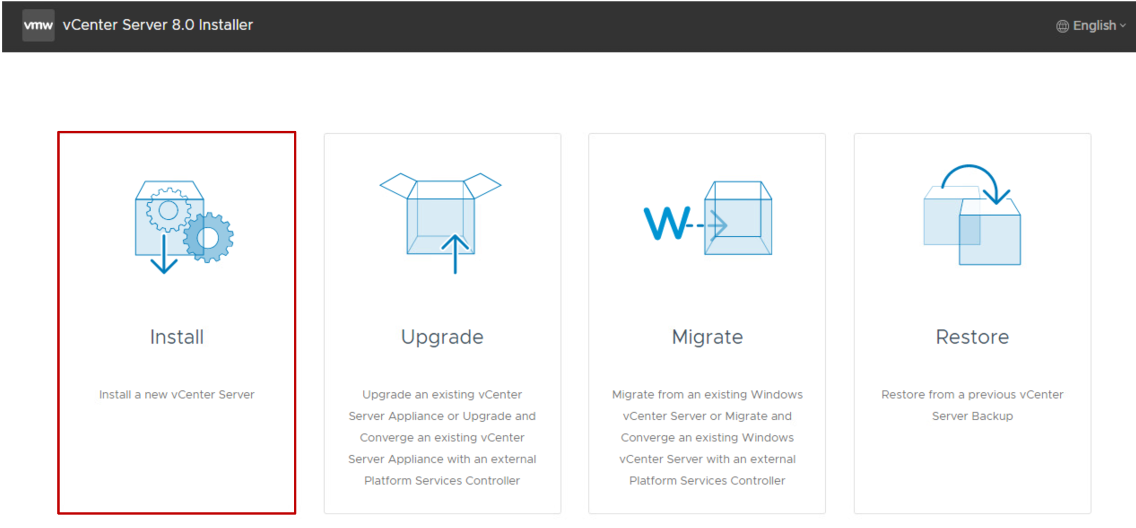 vmw vCenter Server 8.0 Installer
English
Install
Install a new vCenter Server
Upgrade
Upgrade an existing vCenter
Server Appliance or Upgrade and
Converge an existing vCenter
Server Appliance with an external
Platform Services Controller
W
Migrate
Migrate from an existing Windows
vCenter Server or Migrate and
Converge an existing Windows
vCenter Server with an external
Platform Services Controller
Restore
Restore from a previous vCenter
Server Backup